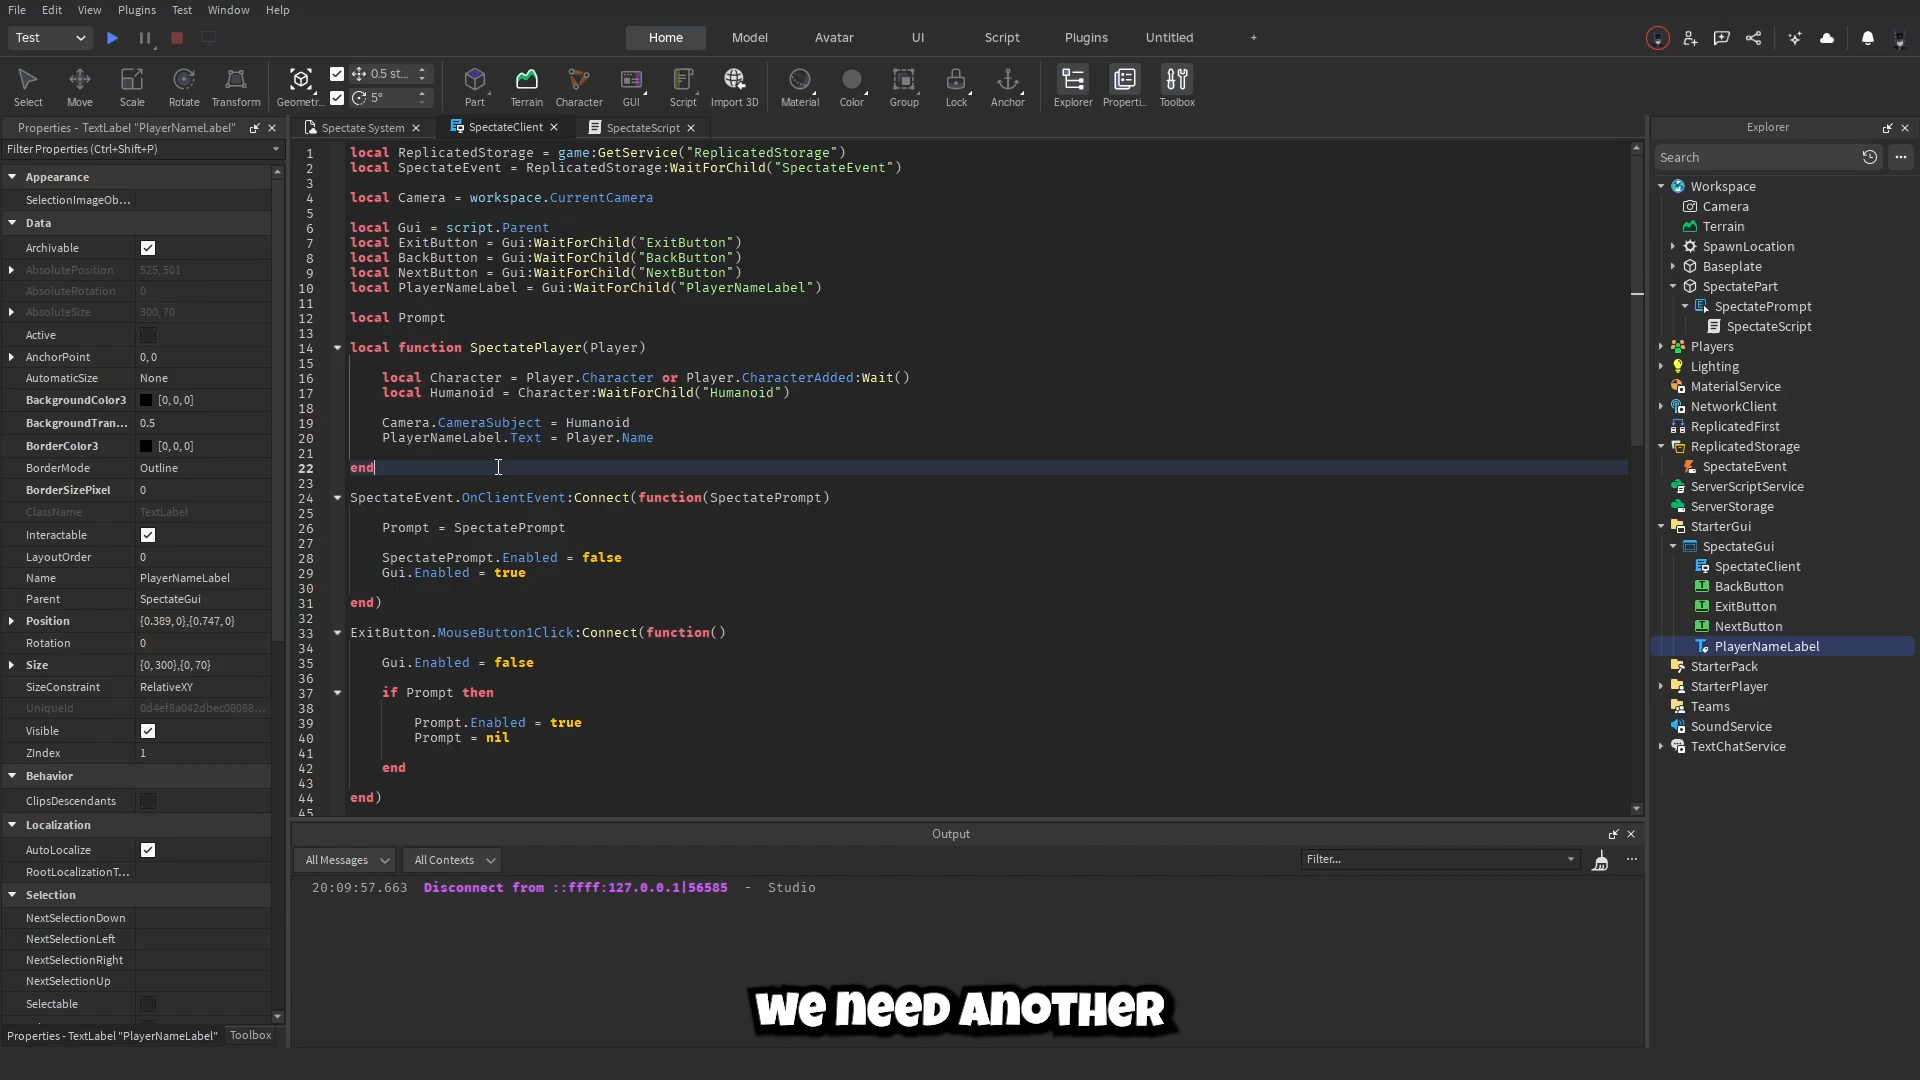 File Edit View Plugins Test Window Help
Test
Home Model Avatar UI Script Plugins Untitled +
Select Move Scale Rotate Transform Geometr... 0.5 st... 5° Part Terrain Character GUI Script Import 3D Material Color Group Lock Anchor Explorer Properti... Toolbox
Properties - TextLabel "PlayerNameLabel"
Filter Properties (Ctrl+Shift+P)
Appearance
SelectionImageOb...
Data
Archivable
AbsolutePosition 525, 501
AbsoluteRotation 0
AbsoluteSize 300, 70
Active
AnchorPoint 0, 0
AutomaticSize None
BackgroundColor3 [0, 0, 0]
BackgroundTran... 0.5
BorderColor3 [0, 0, 0]
BorderMode Outline
BorderSizePixel 0
ClassName TextLabel
Interactable
LayoutOrder 0
Name PlayerNameLabel
Parent SpectateGui
Position {0.389, 0},{0.747, 0}
Rotation 0
Size {0, 300},{0, 70}
SizeConstraint RelativeXY
UniqueId 0d4ef8a042dbec08088...
Visible
ZIndex 1
Behavior
ClipsDescendants
Localization
AutoLocalize
RootLocalizationT...
Selection
NextSelectionDown
NextSelectionLeft
NextSelectionRight
NextSelectionUp
Selectable
Properties - TextLabel "PlayerNameLabel" Toolbox
Spectate System SpectateClient SpectateScript
1 local ReplicatedStorage = game:GetService("ReplicatedStorage")
2 local SpectateEvent = ReplicatedStorage:WaitForChild("SpectateEvent")
3
4 local Camera = workspace.CurrentCamera
5
6 local Gui = script.Parent
7 local ExitButton = Gui:WaitForChild("ExitButton")
8 local BackButton = Gui:WaitForChild("BackButton")
9 local NextButton = Gui:WaitForChild("NextButton")
10 local PlayerNameLabel = Gui:WaitForChild("PlayerNameLabel")
11
12 local Prompt
13
14 local function SpectatePlayer(Player)
15
16 local Character = Player.Character or Player.CharacterAdded:Wait()
17 local Humanoid = Character:WaitForChild("Humanoid")
18
19 Camera.CameraSubject = Humanoid
20 PlayerNameLabel.Text = Player.Name
21
22 end
23
24 SpectateEvent.OnClientEvent:Connect(function(SpectatePrompt)
25
26 Prompt = SpectatePrompt
27
28 SpectatePrompt.Enabled = false
29 Gui.Enabled = true
30
31 end)
32
33 ExitButton.MouseButton1Click:Connect(function()
34
35 Gui.Enabled = false
36
37 if Prompt then
38
39 Prompt.Enabled = true
40 Prompt = nil
41
42 end
43
44 end)
45
Output
All Messages All Contexts Filter...
20:09:57.663 Disconnect from ::ffff:127.0.0.1|56585 - Studio
WE NEED ANOTHER
Explorer
Search
Workspace
Camera
Terrain
SpawnLocation
Baseplate
SpectatePart
SpectatePrompt
SpectateScript
Players
Lighting
MaterialService
NetworkClient
ReplicatedFirst
ReplicatedStorage
SpectateEvent
ServerScriptService
ServerStorage
StarterGui
SpectateGui
SpectateClient
BackButton
ExitButton
NextButton
PlayerNameLabel
StarterPack
StarterPlayer
Teams
SoundService
TextChatService